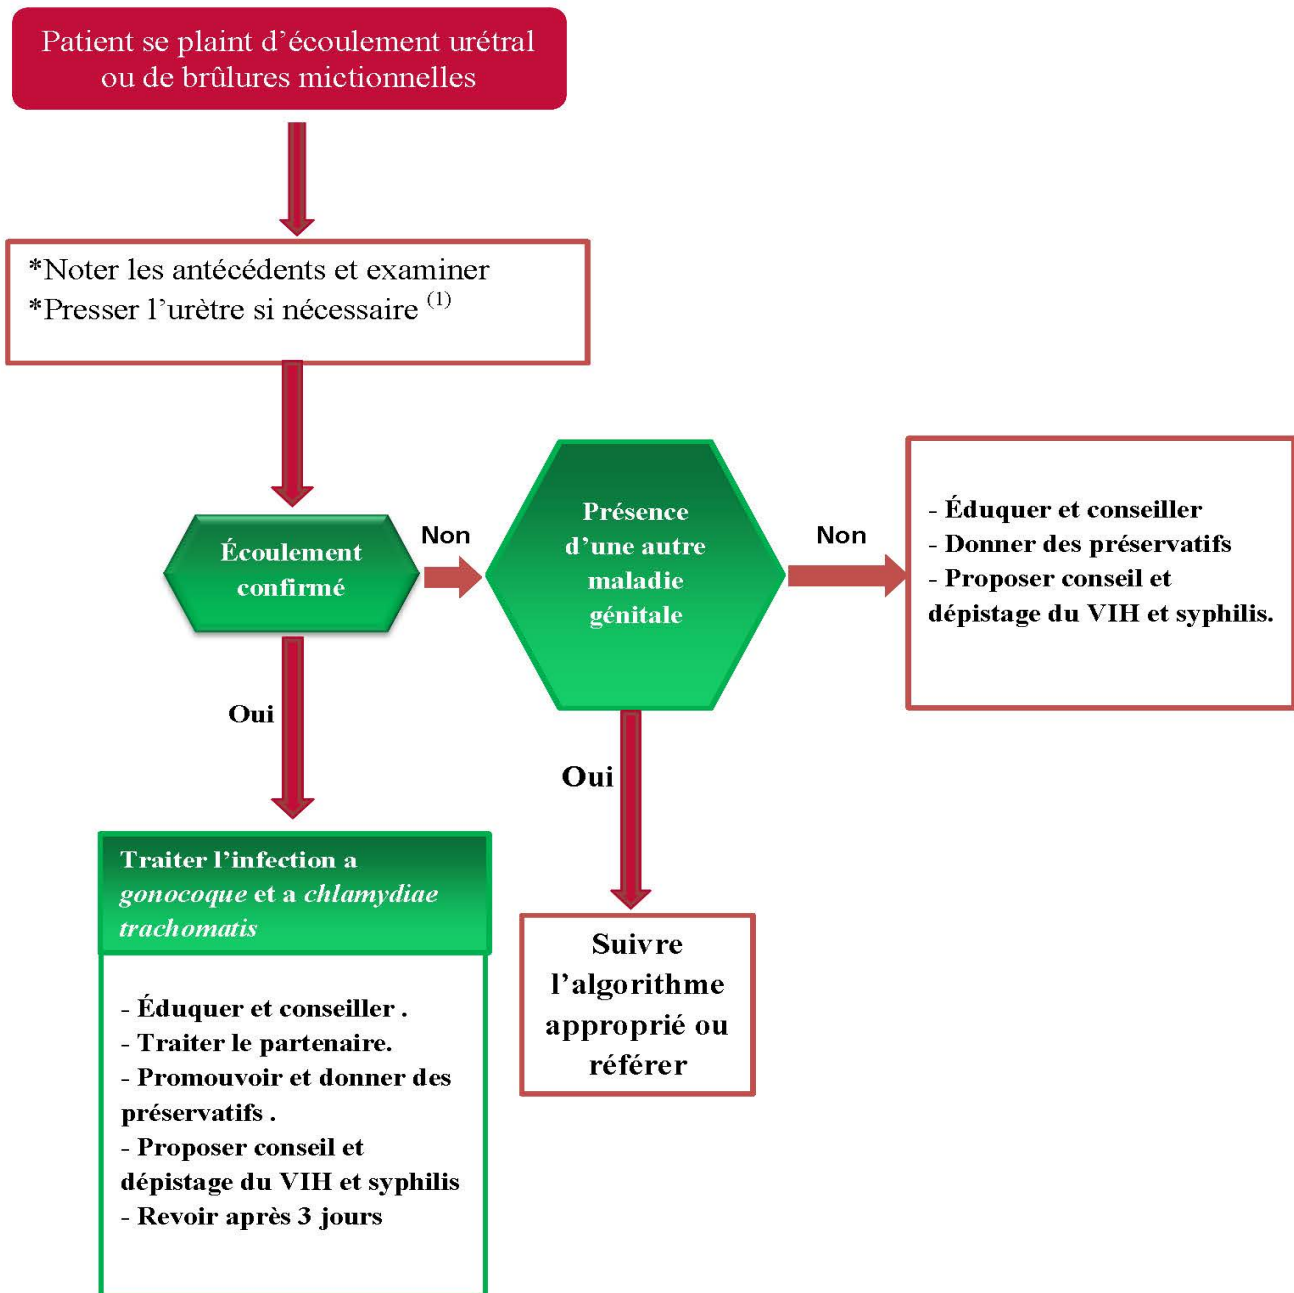 Patient se plaint d’écoulement urétral
ou de brûlures mictionnelles
*Noter les antécédents et examiner
*Presser l’urètre si nécessaire (1)
Écoulement
confirmé
Non
Présence
d’une autre
maladie
génitale
Non
- Éduquer et conseiller
- Donner des préservatifs
- Proposer conseil et
dépistage du VIH et syphilis.
Oui
Oui
Traiter l’infection a
gonocoque et a chlamydiae
trachomatis
- Éduquer et conseiller .
- Traiter le partenaire.
- Promouvoir et donner des
préservatifs .
- Proposer conseil et
dépistage du VIH et syphilis
- Revoir après 3 jours
Suivre
l’algorithme
approprié ou
référer